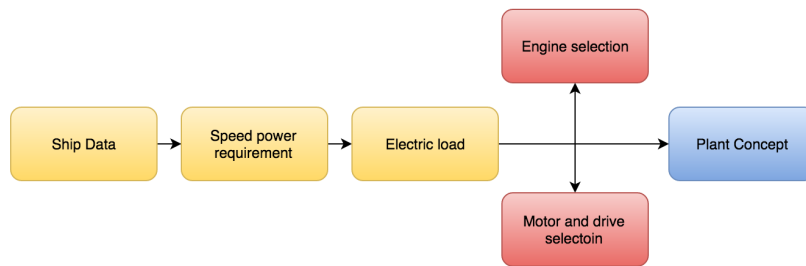 Engine selection
Ship Data
Speed power
requirement
Electric load
Plant Concept
Motor and drive
selectoin